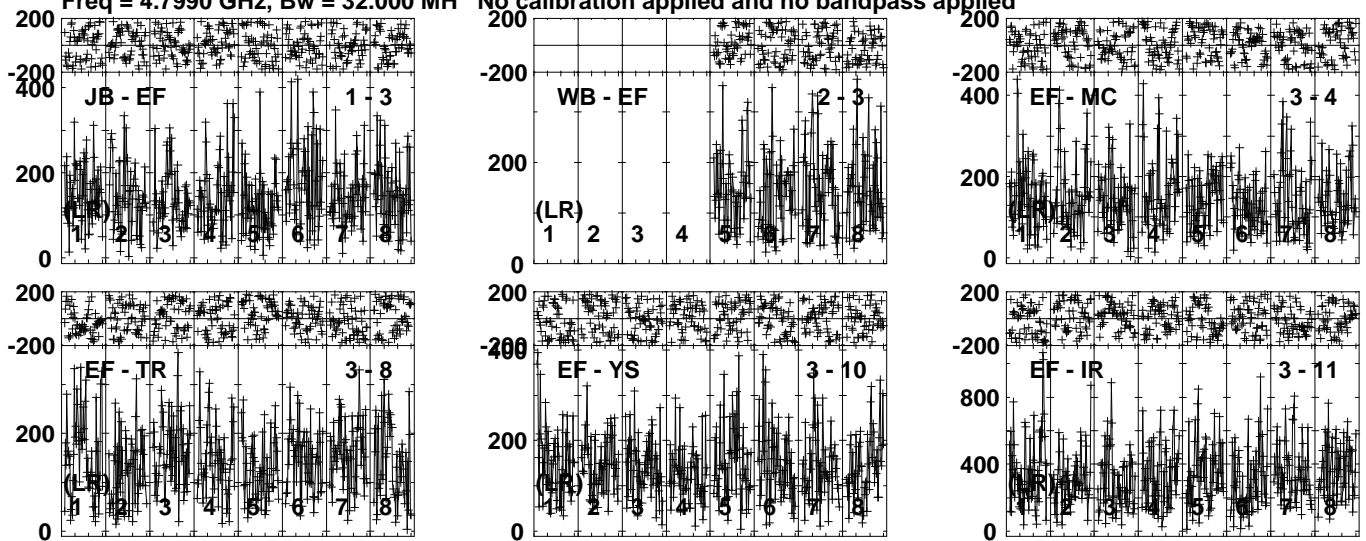 Freq = 4.7990 GHz, Bw = 32.000 MH No calibration applied and no bandpass applied
200
-200
400
200
0
JB - EF 1 - 3
(LR)
1 2 3 4 5 6 7 8
200
-200
200
0
WB - EF 2 - 3
(LR)
1 2 3 4 5 6 7 8
200
-200
400
200
0
EF - MC 3 - 4
(LR)
1 2 3 4 5 6 7 8
200
-200
200
0
EF - TR 3 - 8
(LR)
1 2 3 4 5 6 7 8
200
-200
400
200
0
EF - YS 3 - 10
(LR)
1 2 3 4 5 6 7 8
200
-200
800
400
0
EF - IR 3 - 11
(LR)
1 2 3 4 5 6 7 8